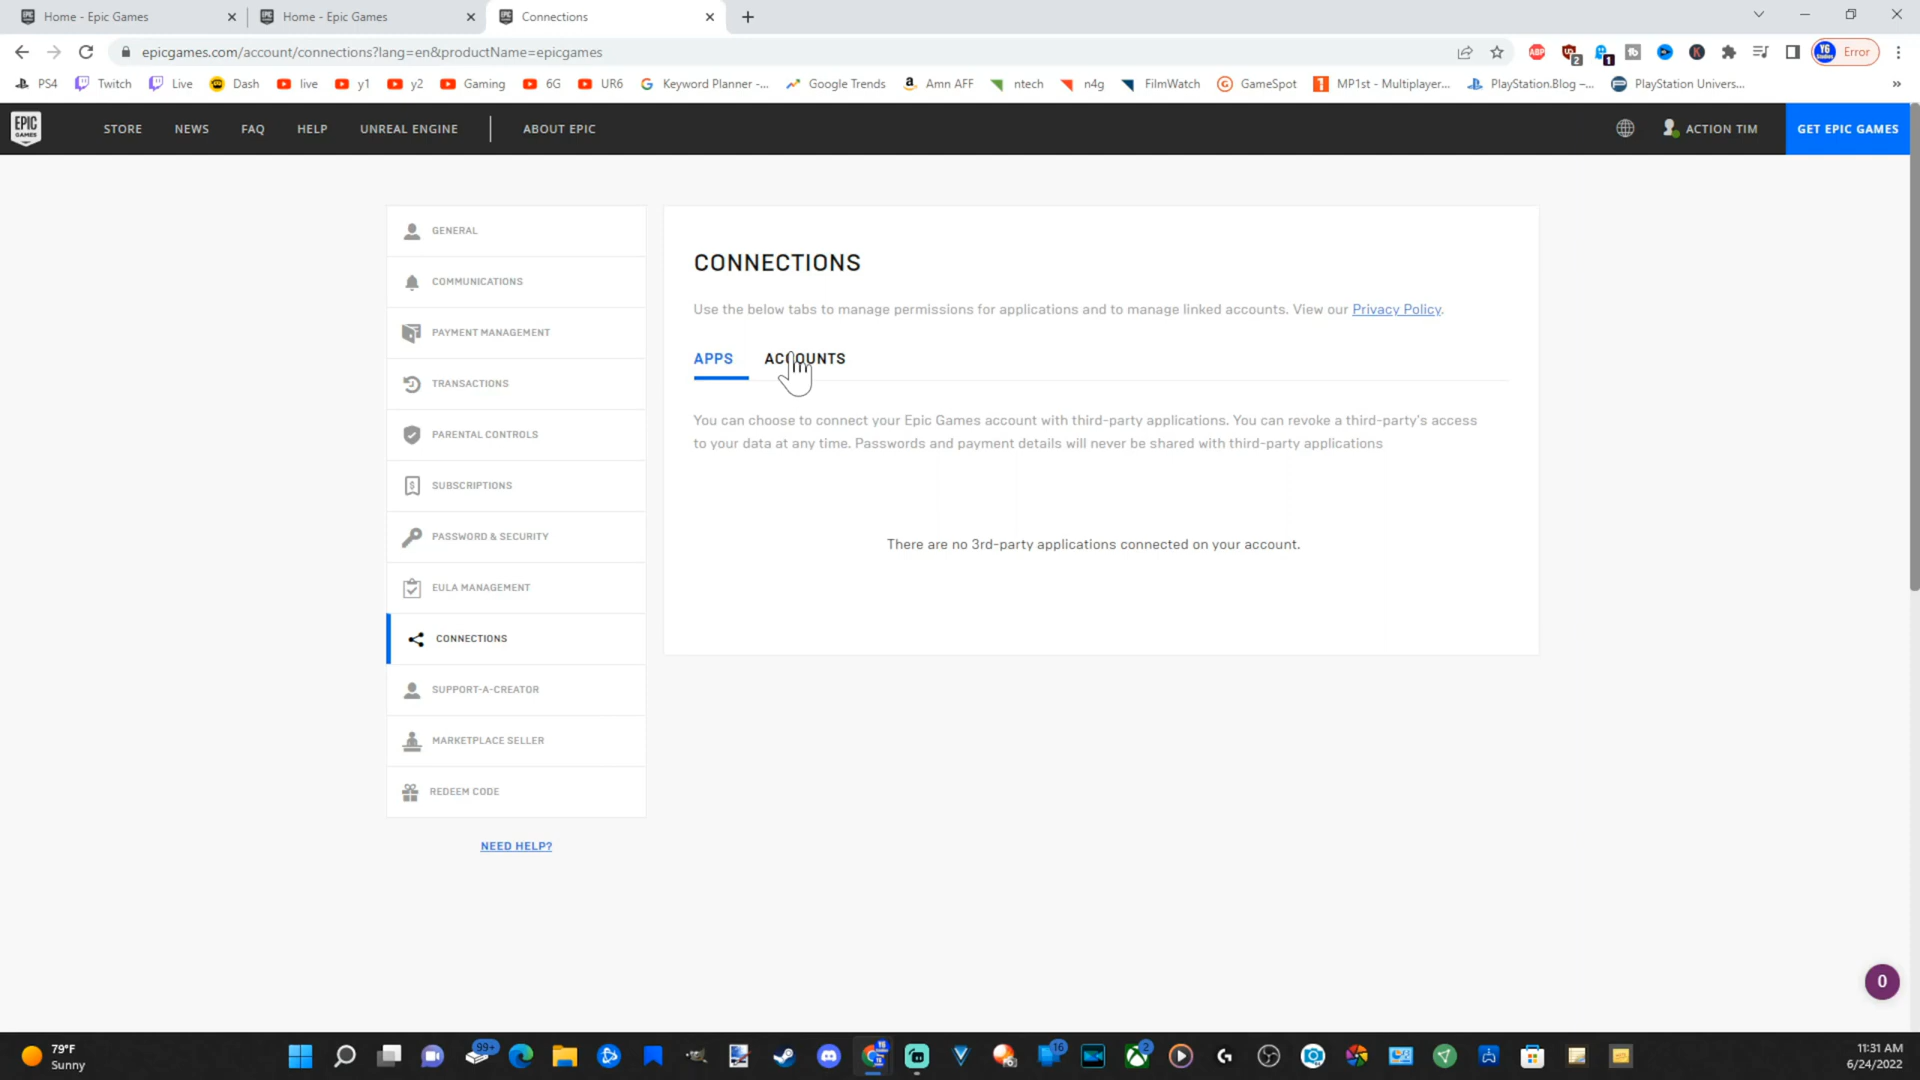 Home - Epic Games
Home - Epic Games
Connections
epicgames.com/account/connections?lang=en&productName=epicgames
Error
PS4
Twitch
Live
Dash
live
y1
y2
Gaming
6G
UR6
Keyword Planner -...
Google Trends
Amn AFF
ntech
n4g
FilmWatch
GameSpot
MP1st - Multiplayer...
PlayStation.Blog –...
PlayStation Univers...
EPIC GAMES
STORE
NEWS
FAQ
HELP
UNREAL ENGINE
ABOUT EPIC
ACTION TIM
GET EPIC GAMES
GENERAL
COMMUNICATIONS
PAYMENT MANAGEMENT
TRANSACTIONS
PARENTAL CONTROLS
SUBSCRIPTIONS
PASSWORD & SECURITY
EULA MANAGEMENT
CONNECTIONS
SUPPORT-A-CREATOR
MARKETPLACE SELLER
REDEEM CODE
NEED HELP?
CONNECTIONS
Use the below tabs to manage permissions for applications and to manage linked accounts. View our Privacy Policy.
APPS
ACCOUNTS
You can choose to connect your Epic Games account with third-party applications. You can revoke a third-party's access
to your data at any time. Passwords and payment details will never be shared with third-party applications
There are no 3rd-party applications connected on your account.
0
79°F
Sunny
99+
16
2
11:31 AM
6/24/2022